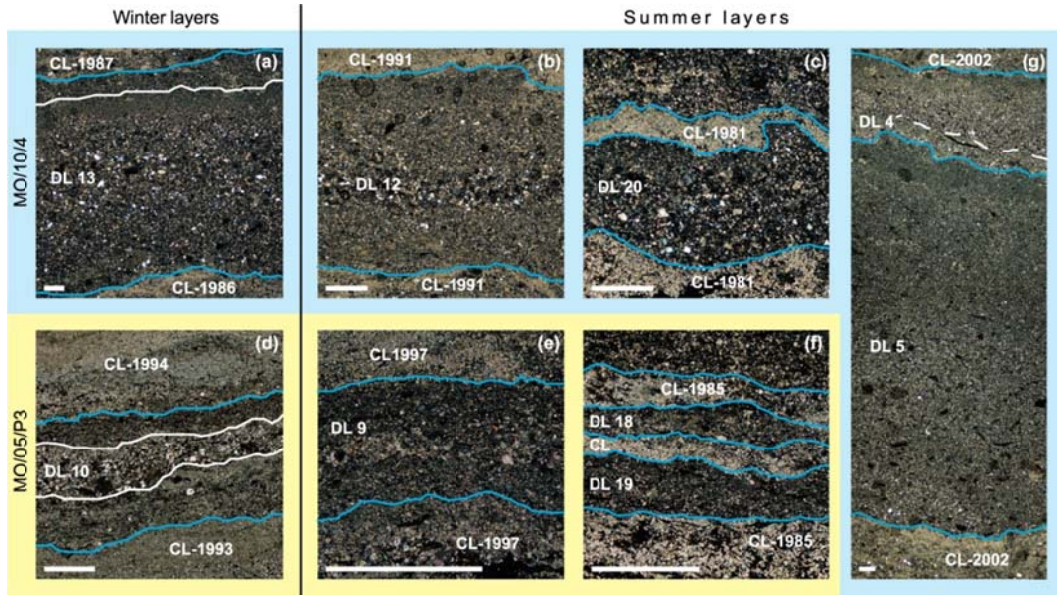 Winter layers
Summer layers
MO/10/4
CL-1987
(a)
DL 13
CL-1986
CL-1991
(b)
DL 12
CL-1991
(c)
CL-1981
DL 20
CL-1981
CL-2002
(g)
DL 4
DL 5
CL-2002
MO/05/P3
(d)
CL-1994
DL 10
CL-1993
(e)
CL1997
DL 9
CL-1997
(f)
CL-1985
DL 18
CL
DL 19
CL-1985